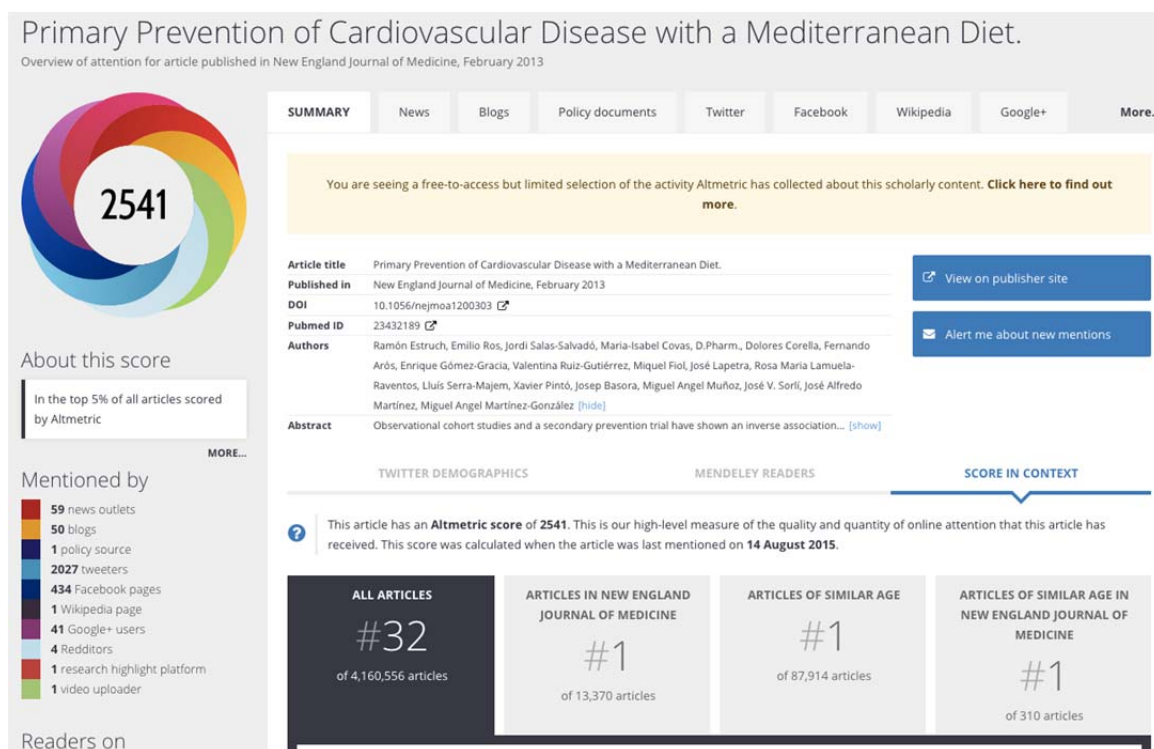 Primary Prevention of Cardiovascular Disease with a Mediterranean Diet.
Overview of attention for article published in New England Journal of Medicine, February 2013
2541
About this score
In the top 5% of all articles scored
by Altmetric
MORE...
Mentioned by
59 news outlets
50 blogs
1 policy source
2027 tweeters
434 Facebook pages
1 Wikipedia page
41 Google+ users
4 Redditors
1 research highlight platform
1 video uploader
Readers on
SUMMARY News Blogs Policy documents Twitter Facebook Wikipedia Google+ More.
You are seeing a free-to-access but limited selection of the activity Altmetric has collected about this scholarly content. Click here to find out
more.
Article title Primary Prevention of Cardiovascular Disease with a Mediterranean Diet.
Published in New England Journal of Medicine, February 2013
DOI 10.1056/nejmoa1200303
Pubmed ID 23432189
Authors Ramón Estruch, Emilio Ros, Jordi Salas-Salvadó, Maria-Isabel Covas, D.Pharm., Dolores Corella, Fernando
Arós, Enrique Gómez-Gracia, Valentina Ruiz-Gutiérrez, Miquel Fiol, José Lapetra, Rosa Maria Lamuela-
Raventos, Lluís Serra-Majem, Xavier Pintó, Josep Basora, Miguel Angel Muñoz, José V. Sorlí, José Alfredo
Martínez, Miguel Angel Martínez-González [hide]
Abstract Observational cohort studies and a secondary prevention trial have shown an inverse association... [show]
View on publisher site
Alert me about new mentions
TWITTER DEMOGRAPHICS MENDELEY READERS SCORE IN CONTEXT
? This article has an Altmetric score of 2541. This is our high-level measure of the quality and quantity of online attention that this article has
received. This score was calculated when the article was last mentioned on 14 August 2015.
ALL ARTICLES
#32
of 4,160,556 articles
ARTICLES IN NEW ENGLAND
JOURNAL OF MEDICINE
#1
of 13,370 articles
ARTICLES OF SIMILAR AGE
#1
of 87,914 articles
ARTICLES OF SIMILAR AGE IN
NEW ENGLAND JOURNAL OF
MEDICINE
#1
of 310 articles